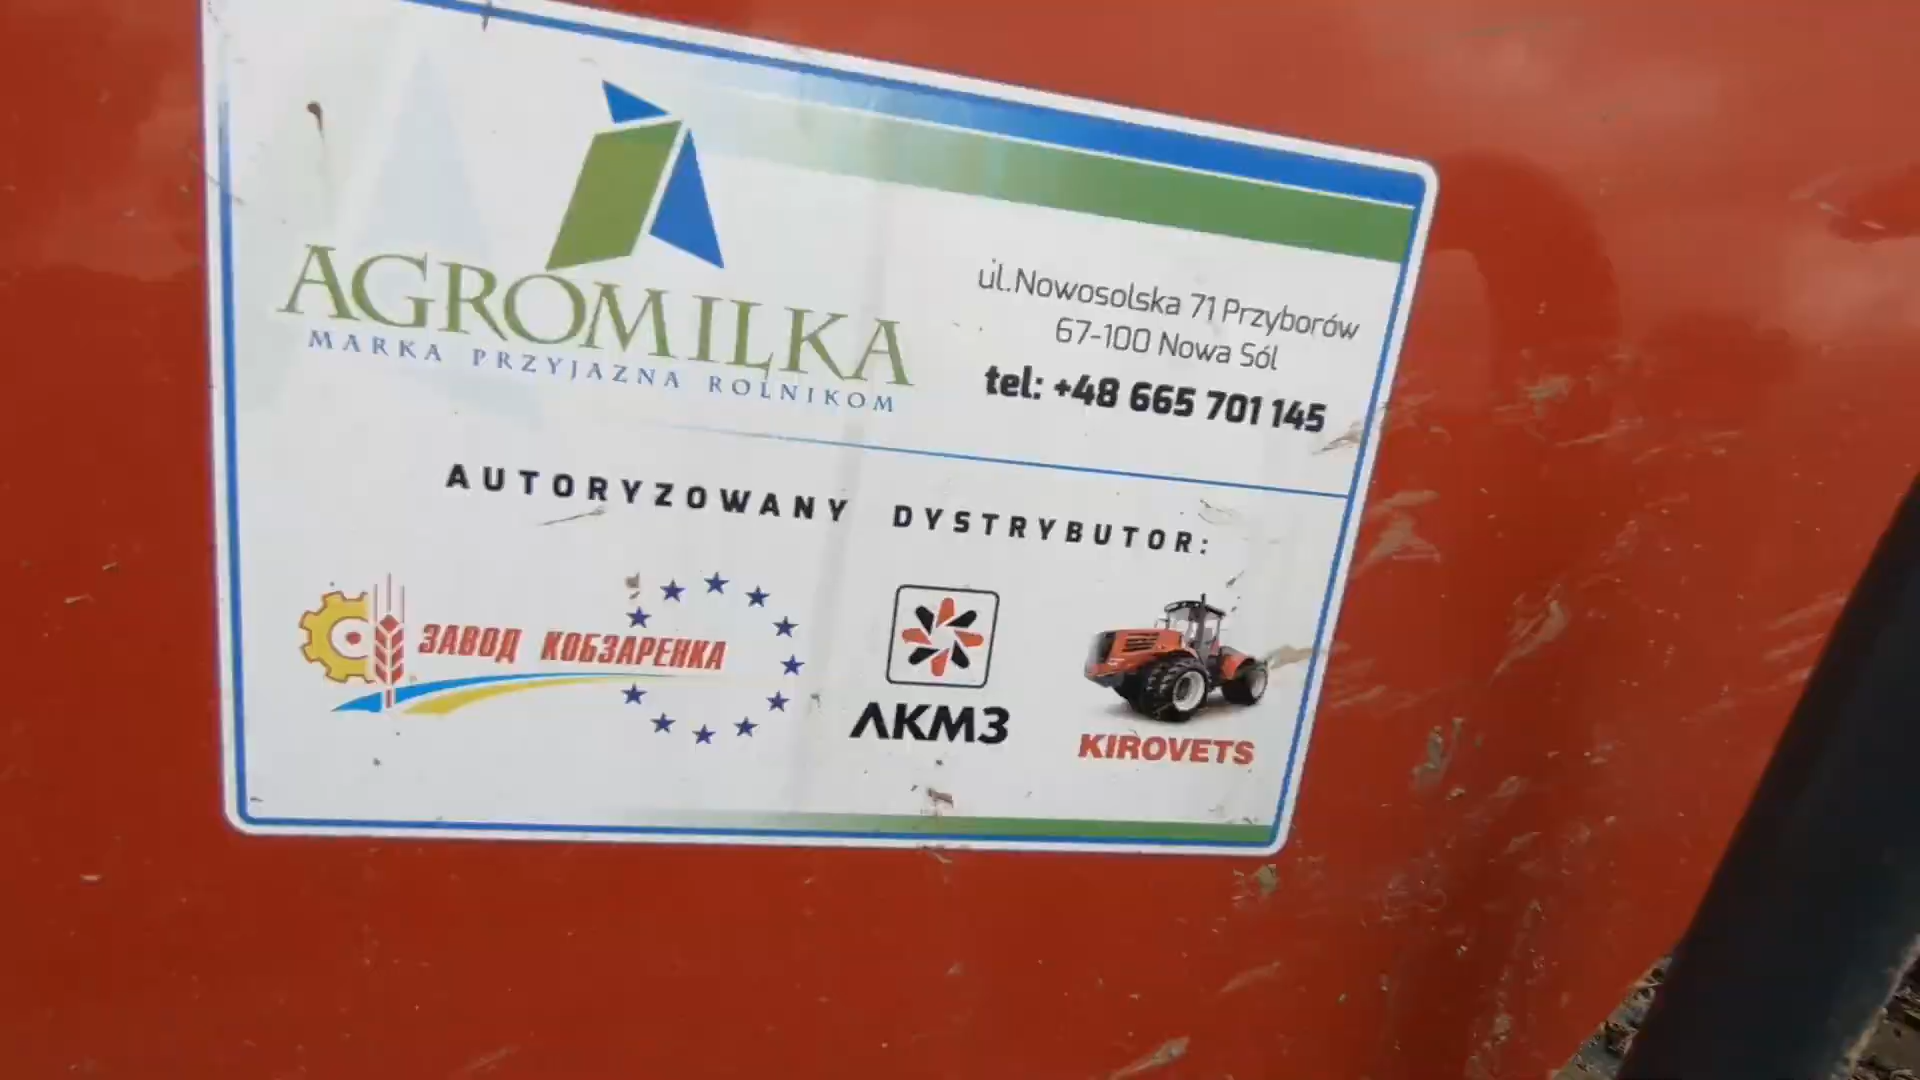 AGROMILKA
MARKA PRZYJAZNA ROLNIKOM
ul.Nowosolska 71 Przyborów
67-100 Nowa Sól
tel: +48 665 701 145
AUTORYZOWANY DYSTRYBUTOR:
ЗАВОД КОБЗАРЕНКА
ΛКМЗ
KIROVETS